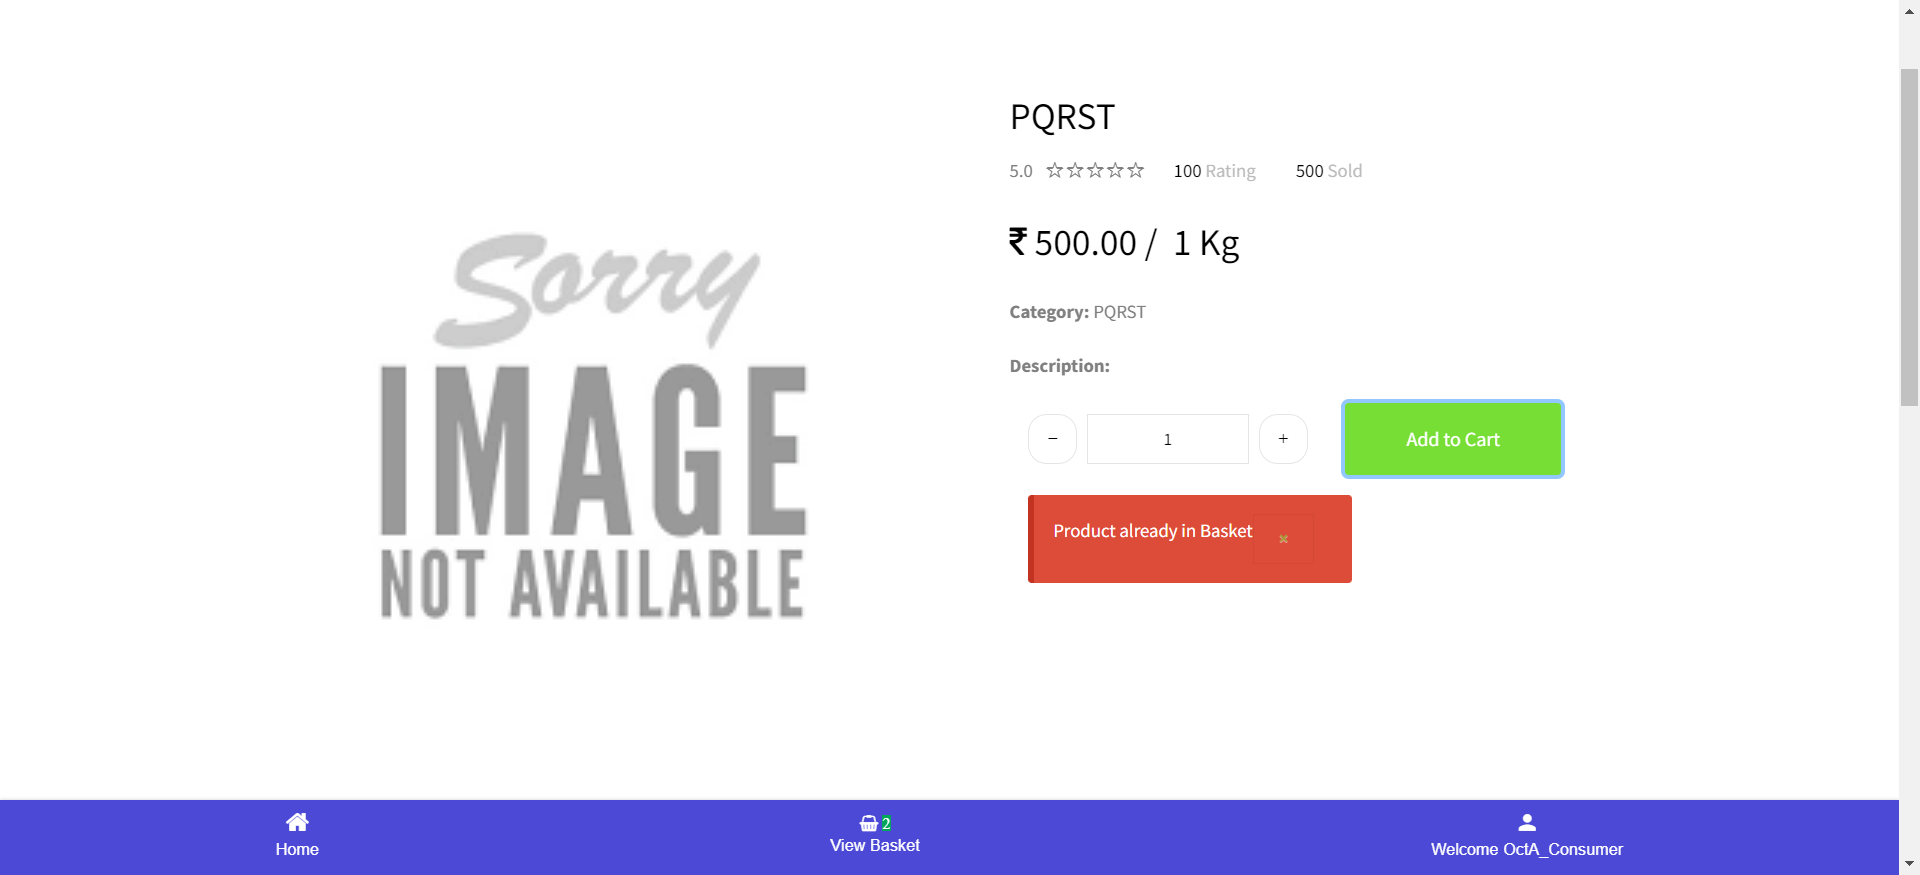 PQRST
5.0 ☆☆☆☆☆ 100 Rating 500 Sold
₹ 500.00 / 1 Kg
Category: PQRST
Description:
− 1 + Add to Cart
Product already in Basket ×
Sorry
IMAGE
NOT AVAILABLE
Home
2
View Basket
Welcome OctA_Consumer